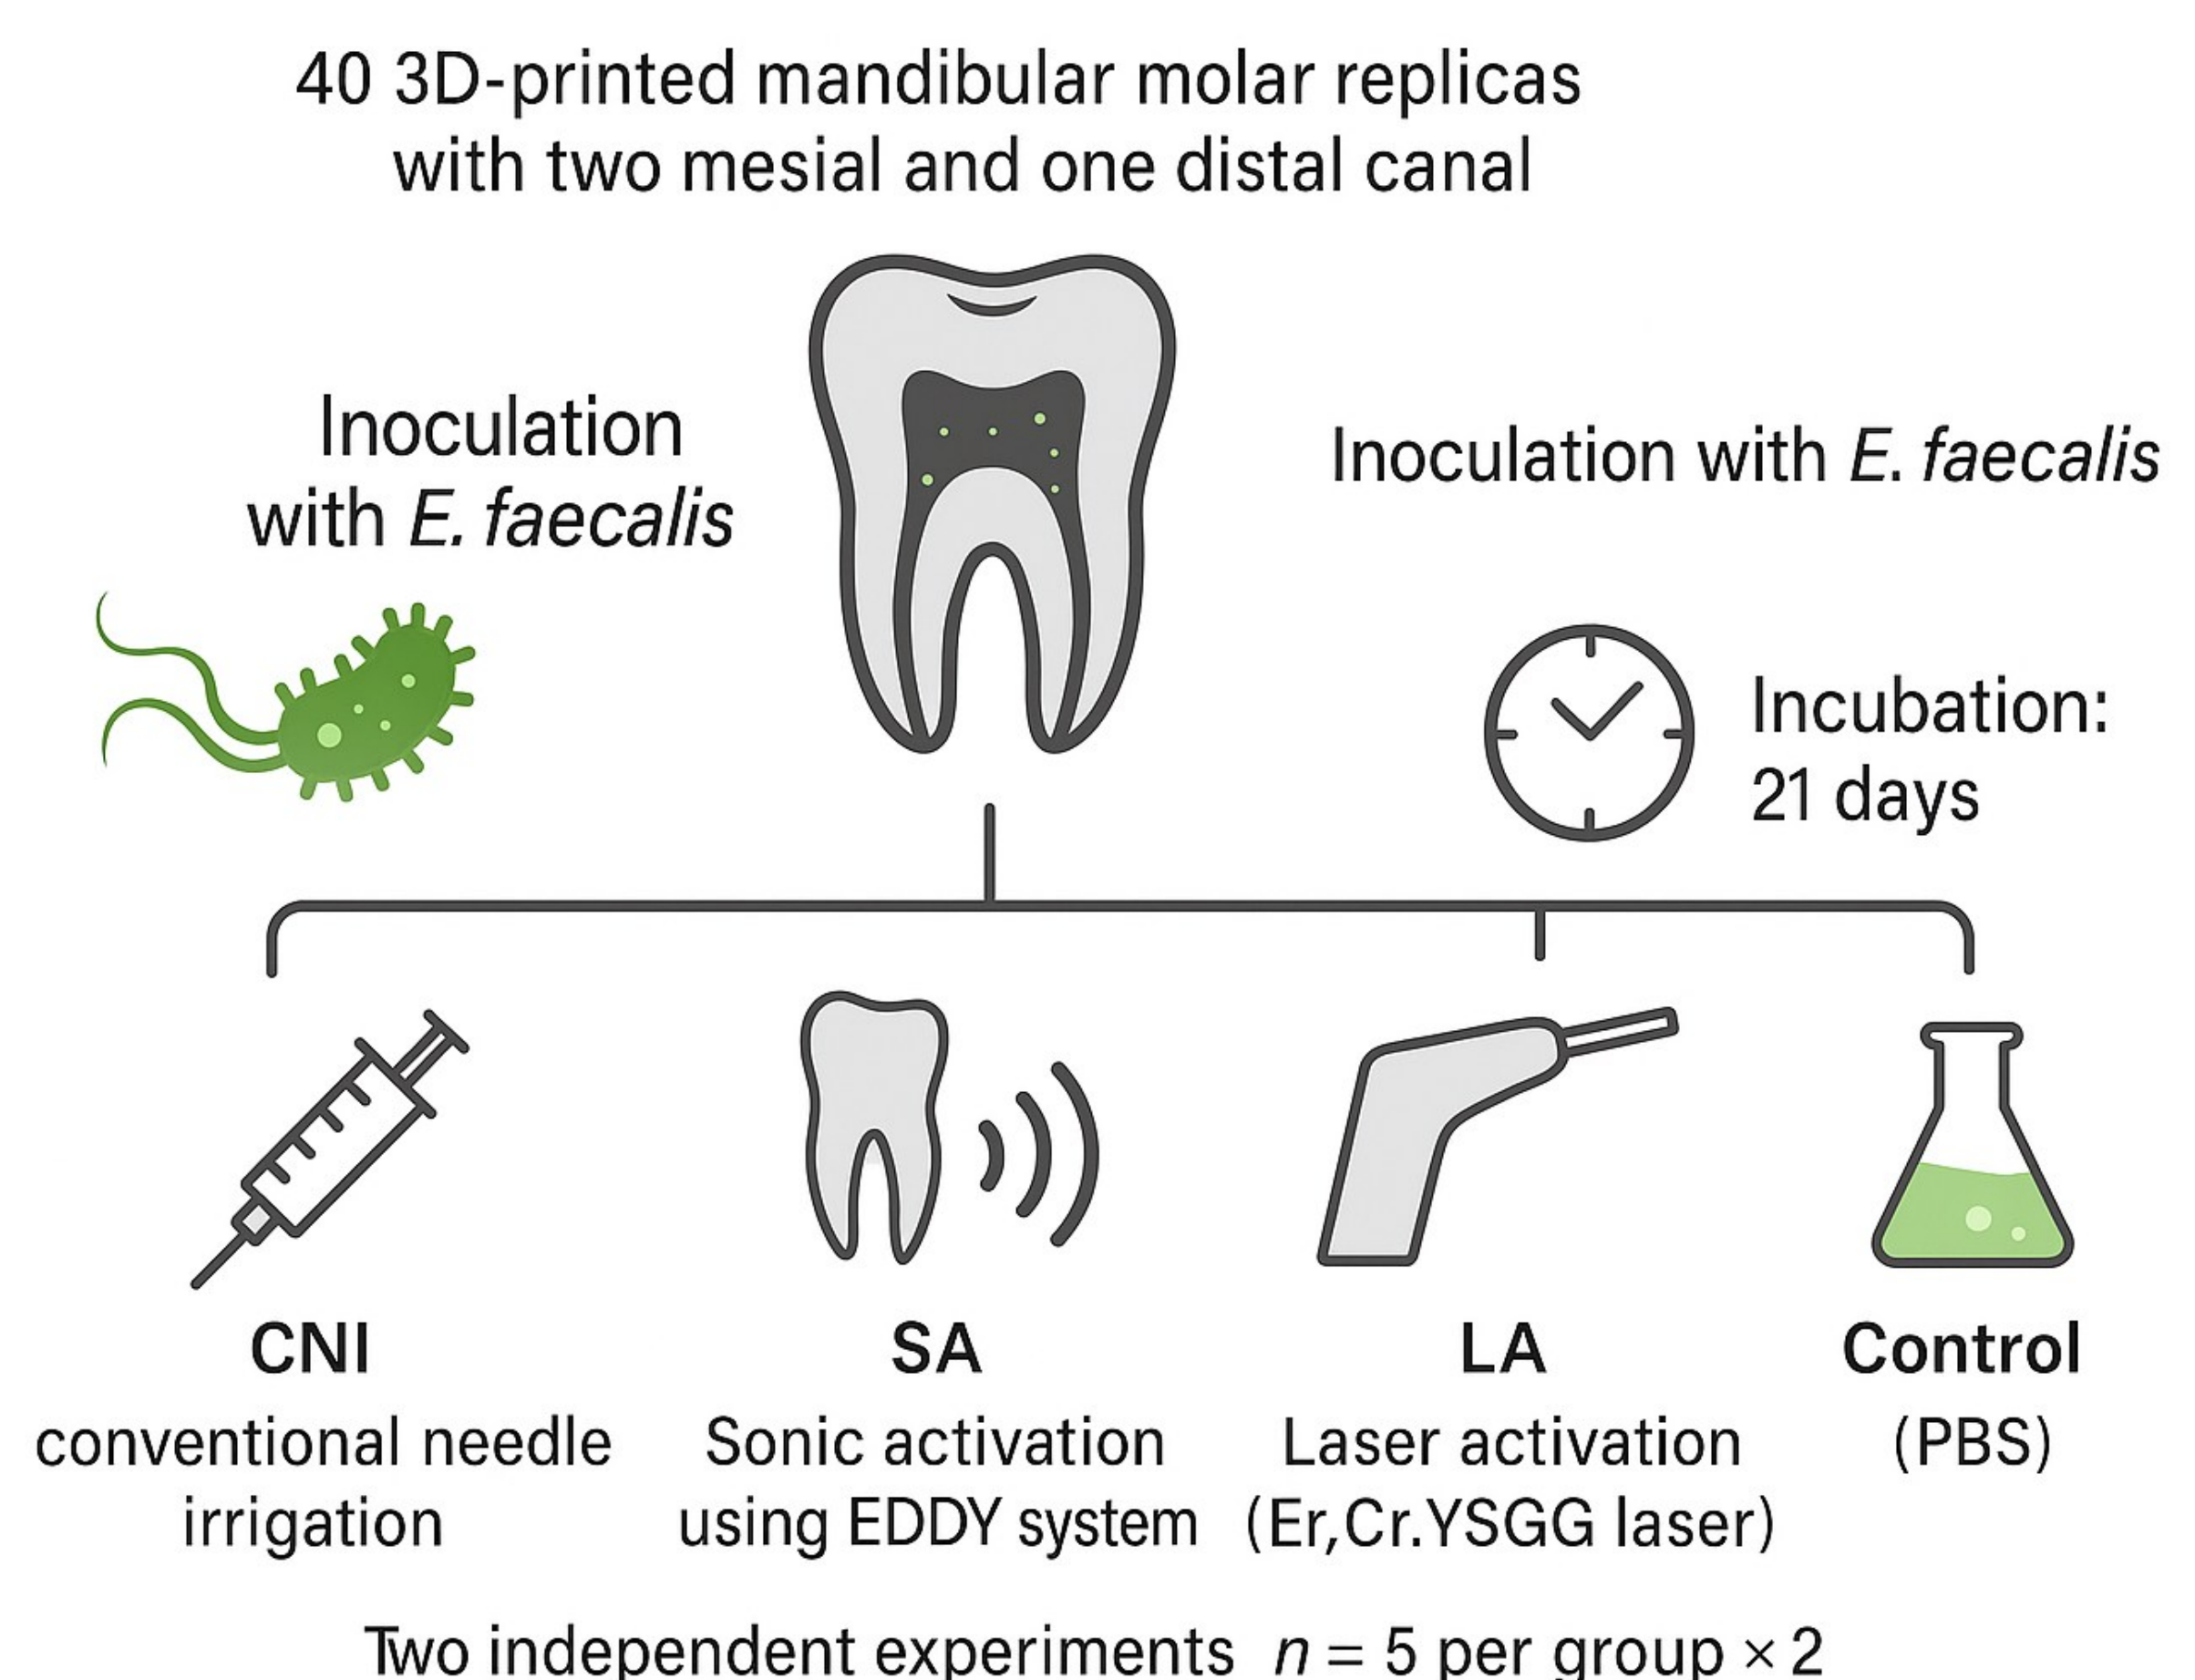 40 3D-printed mandibular molar replicas
with two mesial and one distal canal
Inoculation
with E. faecalis
Inoculation with E. faecalis
Incubation:
21 days
CNI
conventional needle
irrigation
SA
Sonic activation
using EDDY system
LA
Laser activation
(Er,Cr.YSGG laser)
Control
(PBS)
Two independent experiments n = 5 per group × 2